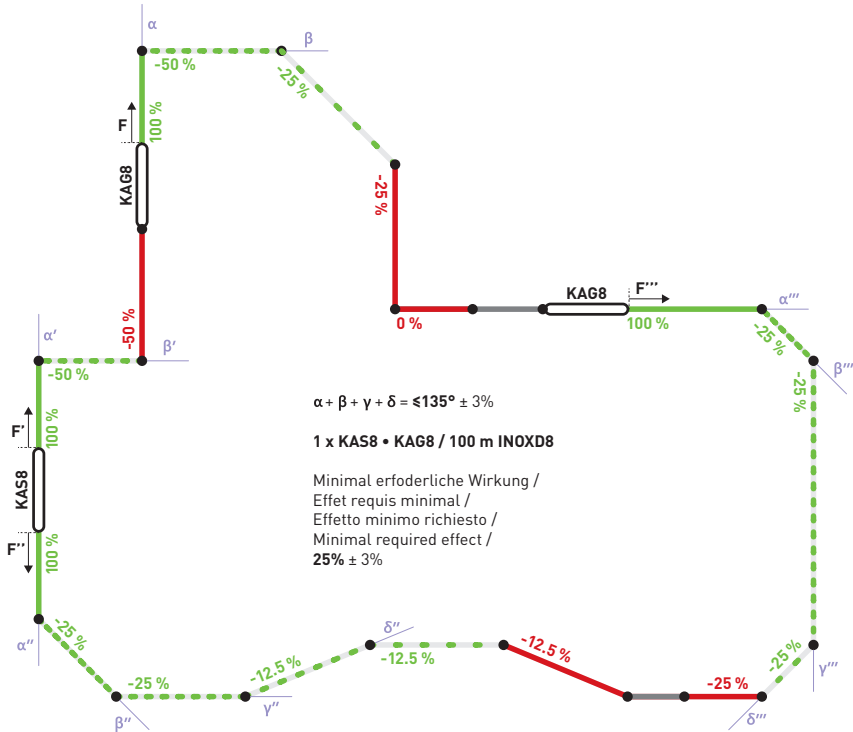 α
β
-50 %
-25 %
F
100 %
KAG8
-25 %
-50 %
KAG8
F'''
0 %
100 %
α'''
-25 %
β'''
α'
β'
-50 %
-25 %
F'
100 %
α + β + γ + δ = ≤135° ± 3%
1 x KAS8 • KAG8 / 100 m INOXD8
KAS8
Minimal erfoderliche Wirkung /
Effet requis minimal /
Effetto minimo richiesto /
Minimal required effect /
25% ± 3%
F''
100 %
α''
-25 %
δ''
-12.5 %
-12.5 %
-12.5 %
-25 %
γ'''
-25 %
-25 %
β''
γ''
δ'''